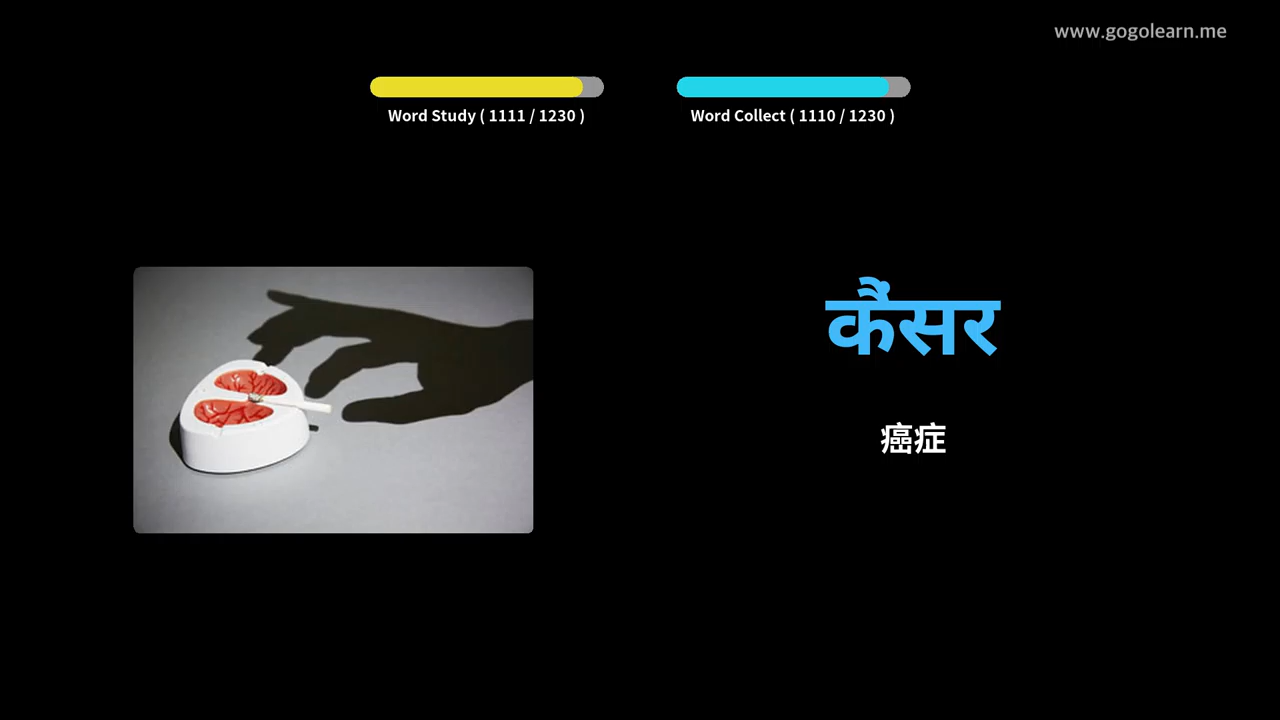 www.gogolearn.me
Word Study ( 1111 / 1230 )
Word Collect ( 1110 / 1230 )
कैंसर
癌症